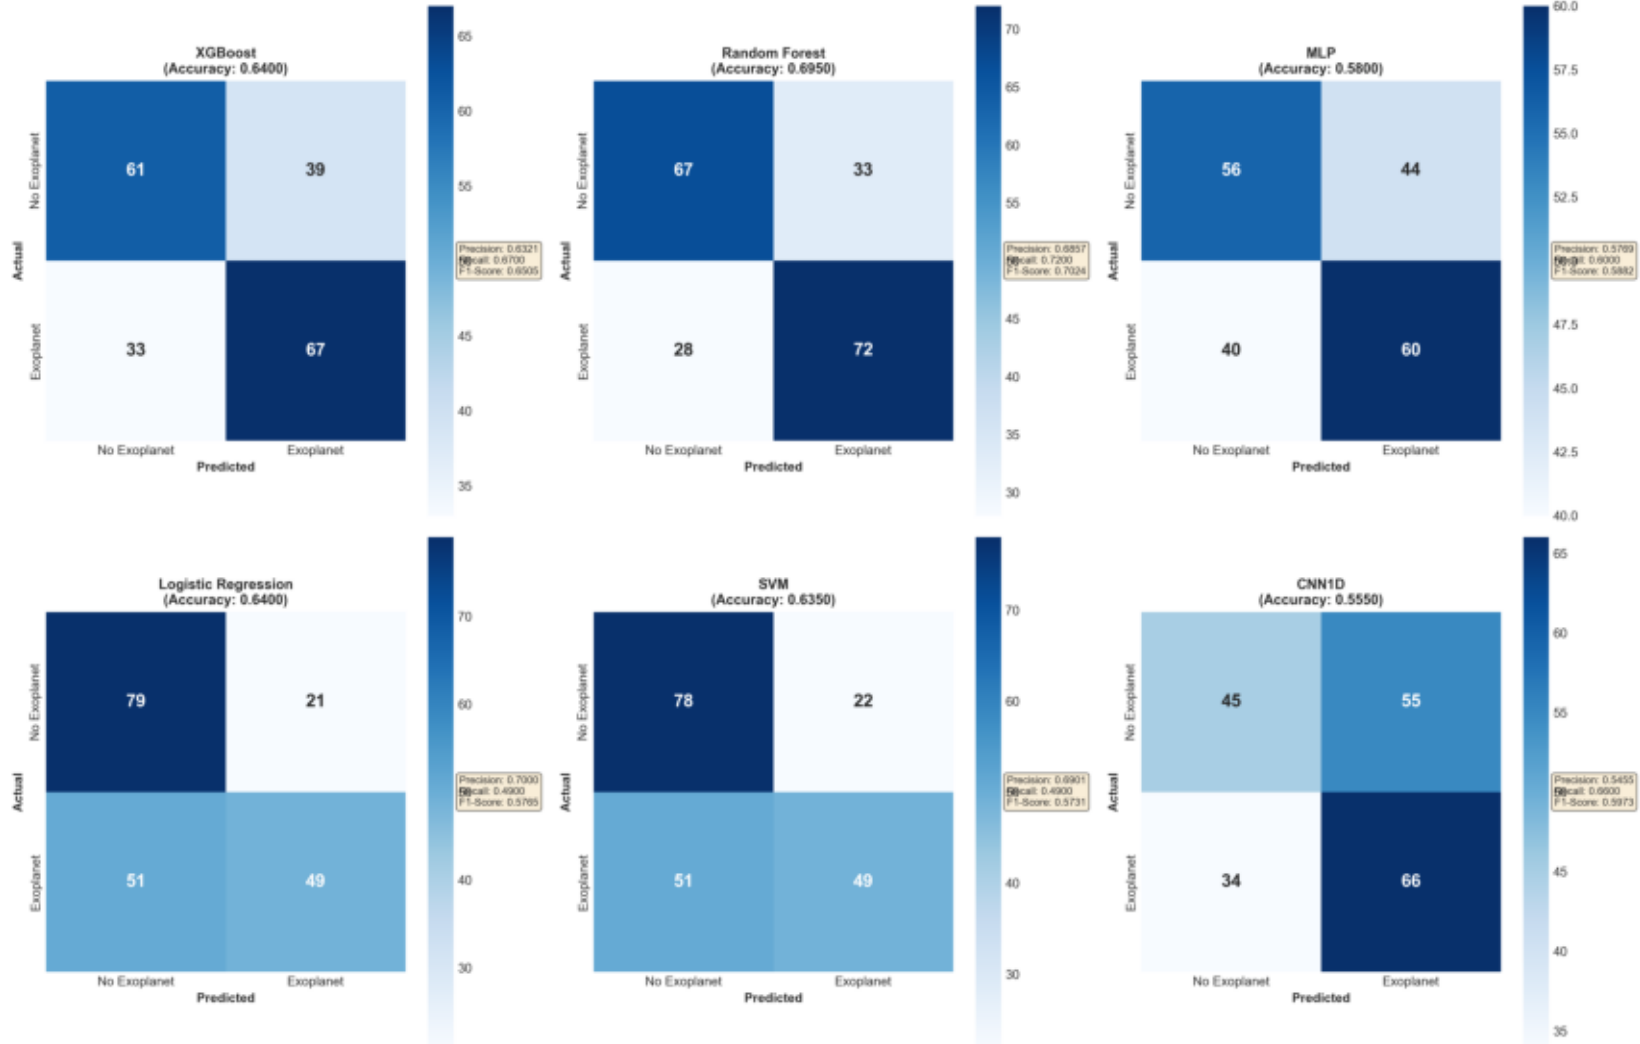 XGBoost
(Accuracy: 0.6400)
No Exoplanet
Exoplanet
Actual
61
39
33
67
No Exoplanet
Exoplanet
Predicted
65
60
55
45
40
35
Precision: 0.6321
Recall: 0.6700
F1-Score: 0.6505
Random Forest
(Accuracy: 0.6950)
No Exoplanet
Exoplanet
Actual
67
33
28
72
No Exoplanet
Exoplanet
Predicted
70
65
60
55
45
40
35
30
Precision: 0.6857
Recall: 0.7200
F1-Score: 0.7024
MLP
(Accuracy: 0.5800)
No Exoplanet
Exoplanet
Actual
56
44
40
60
No Exoplanet
Exoplanet
Predicted
60.0
57.5
55.0
52.5
47.5
45.0
42.5
40.0
Precision: 0.5769
Recall: 0.6000
F1-Score: 0.5882
Logistic Regression
(Accuracy: 0.6400)
No Exoplanet
Exoplanet
Actual
79
21
51
49
No Exoplanet
Exoplanet
Predicted
70
60
40
30
Precision: 0.7000
Recall: 0.4900
F1-Score: 0.5765
SVM
(Accuracy: 0.6350)
No Exoplanet
Exoplanet
Actual
78
22
51
49
No Exoplanet
Exoplanet
Predicted
70
60
40
30
Precision: 0.6901
Recall: 0.4900
F1-Score: 0.5731
CNN1D
(Accuracy: 0.5550)
No Exoplanet
Exoplanet
Actual
45
55
34
66
No Exoplanet
Exoplanet
Predicted
65
60
55
45
40
35
Precision: 0.5455
Recall: 0.6600
F1-Score: 0.5973